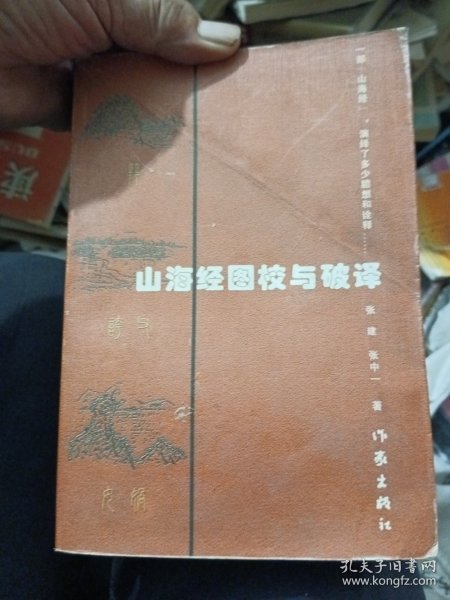 一部《山海经》，演绎了多少猜想和诠释……
山海经图校与破译
张建 张中一 著
作家出版社
读
孔夫子旧书网
www.kongfz.com